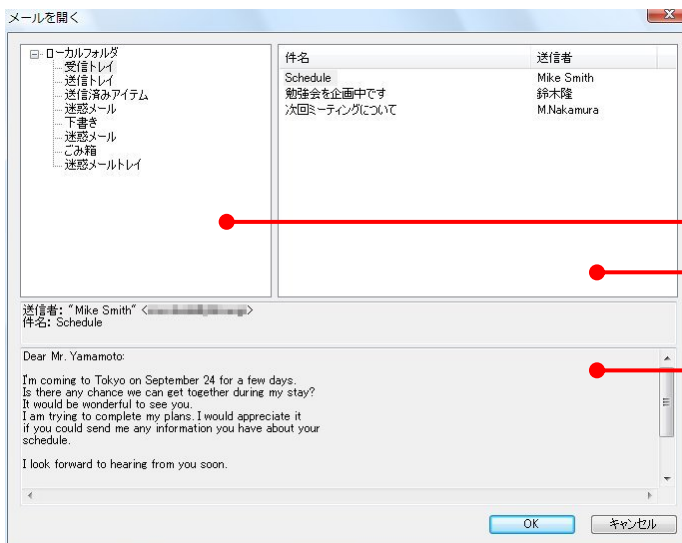 メールを開く
ローカルフォルダ
受信トレイ
送信トレイ
送信済みアイテム
迷惑メール
下書き
迷惑メール
ごみ箱
迷惑メールトレイ
件名 送信者
Schedule Mike Smith
勉強会を企画中です 鈴木隆
次回ミーティングについて M.Nakamura
送信者: "Mike Smith" < >
件名: Schedule
Dear Mr. Yamamoto:
I'm coming to Tokyo on September 24 for a few days.
Is there any chance we can get together during my stay?
It would be wonderful to see you.
I am trying to complete my plans. I would appreciate it
if you could send me any information you have about your
schedule.
I look forward to hearing from you soon.
OK キャンセル